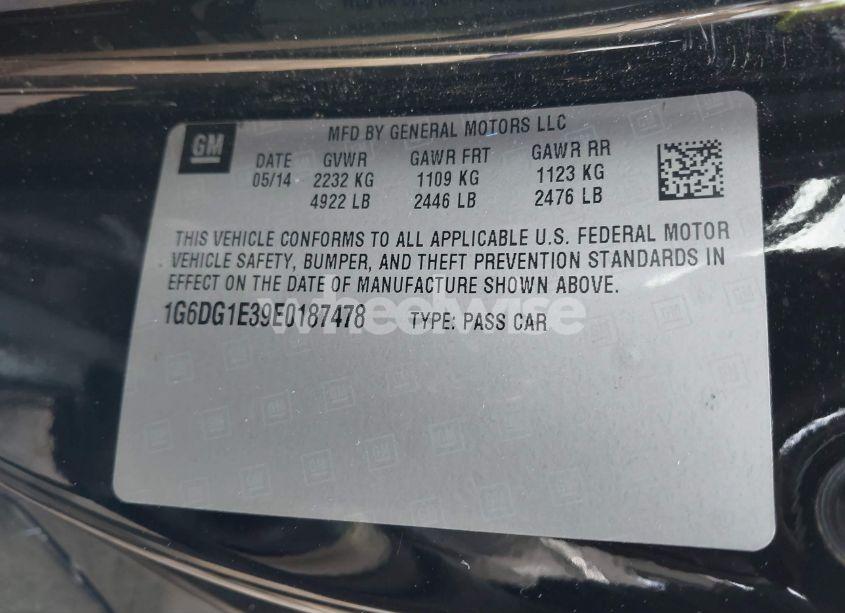 GM
MFD BY GENERAL MOTORS LLC
DATE GVWR GAWR FRT GAWR RR
05/14 2232 KG 1109 KG 1123 KG
4922 LB 2446 LB 2476 LB
THIS VEHICLE CONFORMS TO ALL APPLICABLE U.S. FEDERAL MOTOR
VEHICLE SAFETY, BUMPER, AND THEFT PREVENTION STANDARDS IN
EFFECT ON THE DATE OF MANUFACTURE SHOWN ABOVE.
1G6DG1E39E0187478 TYPE: PASS CAR
wheelwise